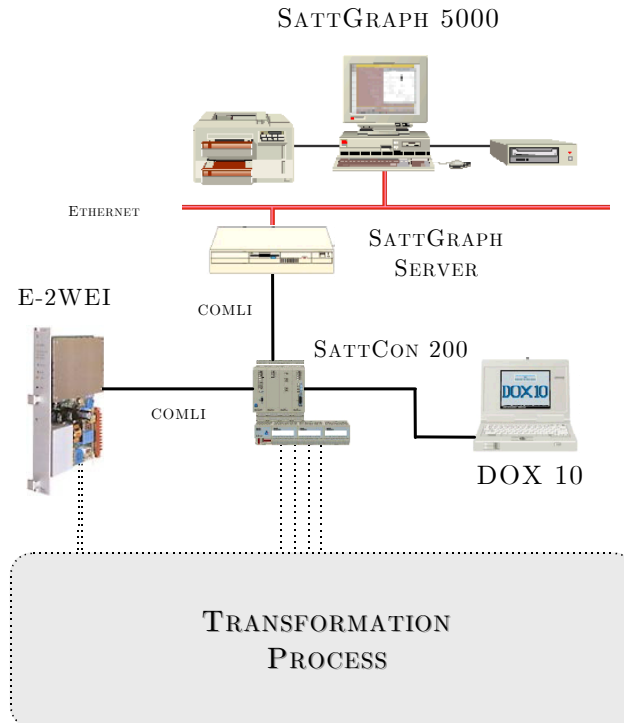 SATTGRAPH 5000
ETHERNET
SATTGRAPH
SERVER
E-2WEI
COMLI
SATTCON 200
COMLI
DOX10
DOX 10
TRANSFORMATION
PROCESS